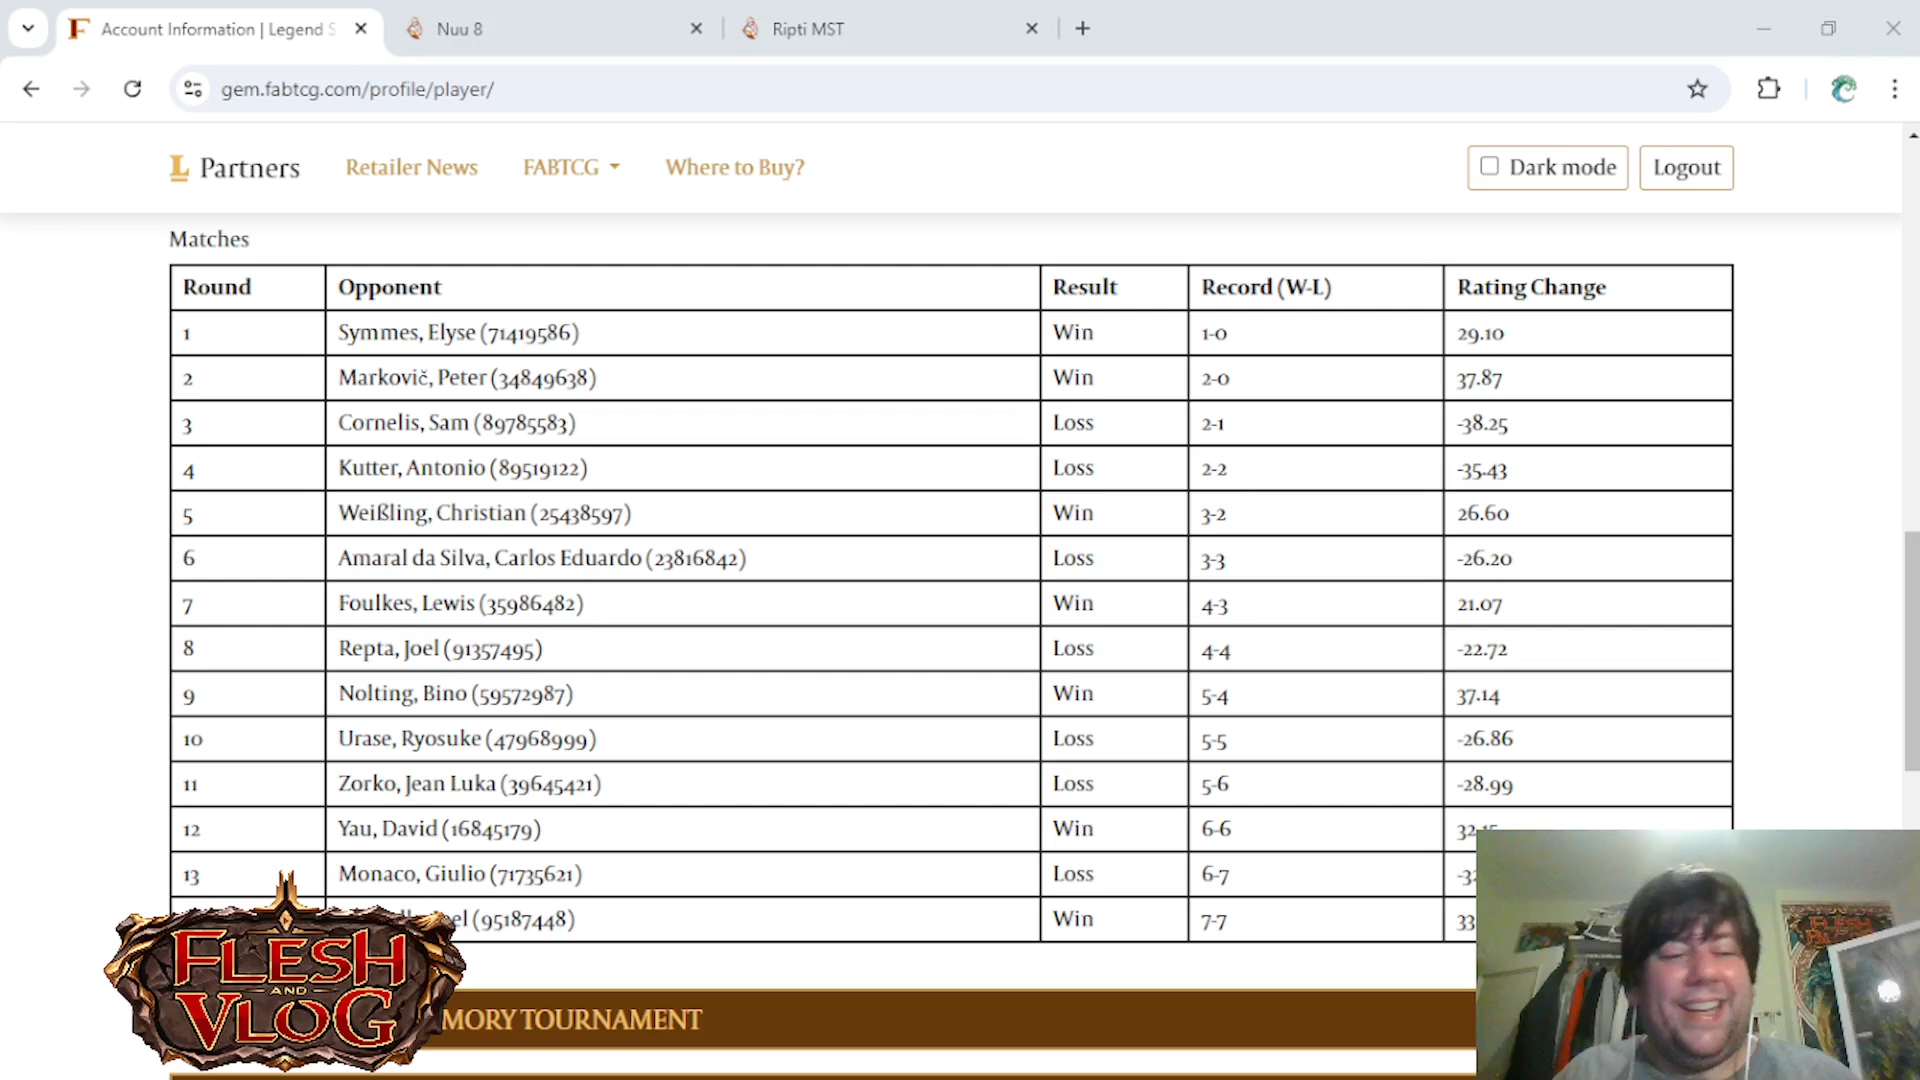 Account Information | Legend S
Nuu 8
Ripti MST
gem.fabtcg.com/profile/player/
L Partners
Retailer News
FABTCG
Where to Buy?
Dark mode
Logout
Matches
Round Opponent Result Record (W-L) Rating Change
1 Symmes, Elyse (71419586) Win 1-0 29.10
2 Markovič, Peter (34849638) Win 2-0 37.87
3 Cornelis, Sam (89785583) Loss 2-1 -38.25
4 Kutter, Antonio (89519122) Loss 2-2 -35.43
5 Weißling, Christian (25438597) Win 3-2 26.60
6 Amaral da Silva, Carlos Eduardo (23816842) Loss 3-3 -26.20
7 Foulkes, Lewis (35986482) Win 4-3 21.07
8 Repta, Joel (91357495) Loss 4-4 -22.72
9 Nolting, Bino (59572987) Win 5-4 37.14
10 Urase, Ryosuke (47968999) Loss 5-5 -26.86
11 Zorko, Jean Luka (39645421) Loss 5-6 -28.99
12 Yau, David (16845179) Win 6-6 32.15
13 Monaco, Giulio (71735621) Loss 6-7
(95187448) Win 7-7 33
FLESH
AND
VLOG
MORY TOURNAMENT